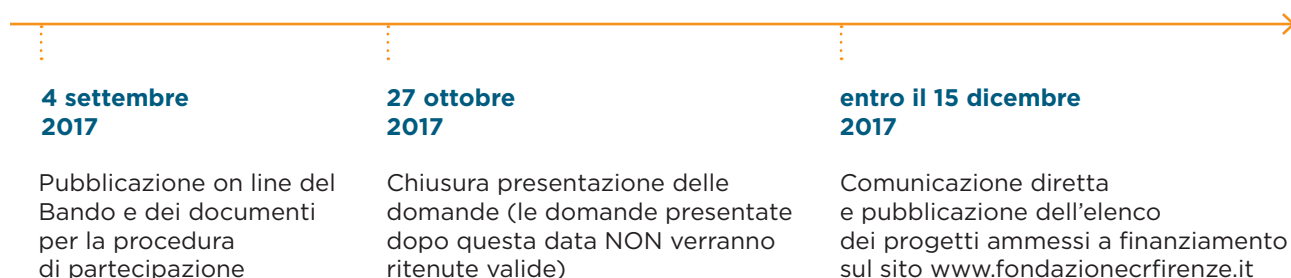 4 settembre
2017
Pubblicazione on line del
Bando e dei documenti
per la procedura
di partecipazione
27 ottobre
2017
Chiusura presentazione delle
domande (le domande presentate
dopo questa data NON verranno
ritenute valide)
entro il 15 dicembre
2017
Comunicazione diretta
e pubblicazione dell’elenco
dei progetti ammessi a finanziamento
sul sito www.fondazionecrfirenze.it